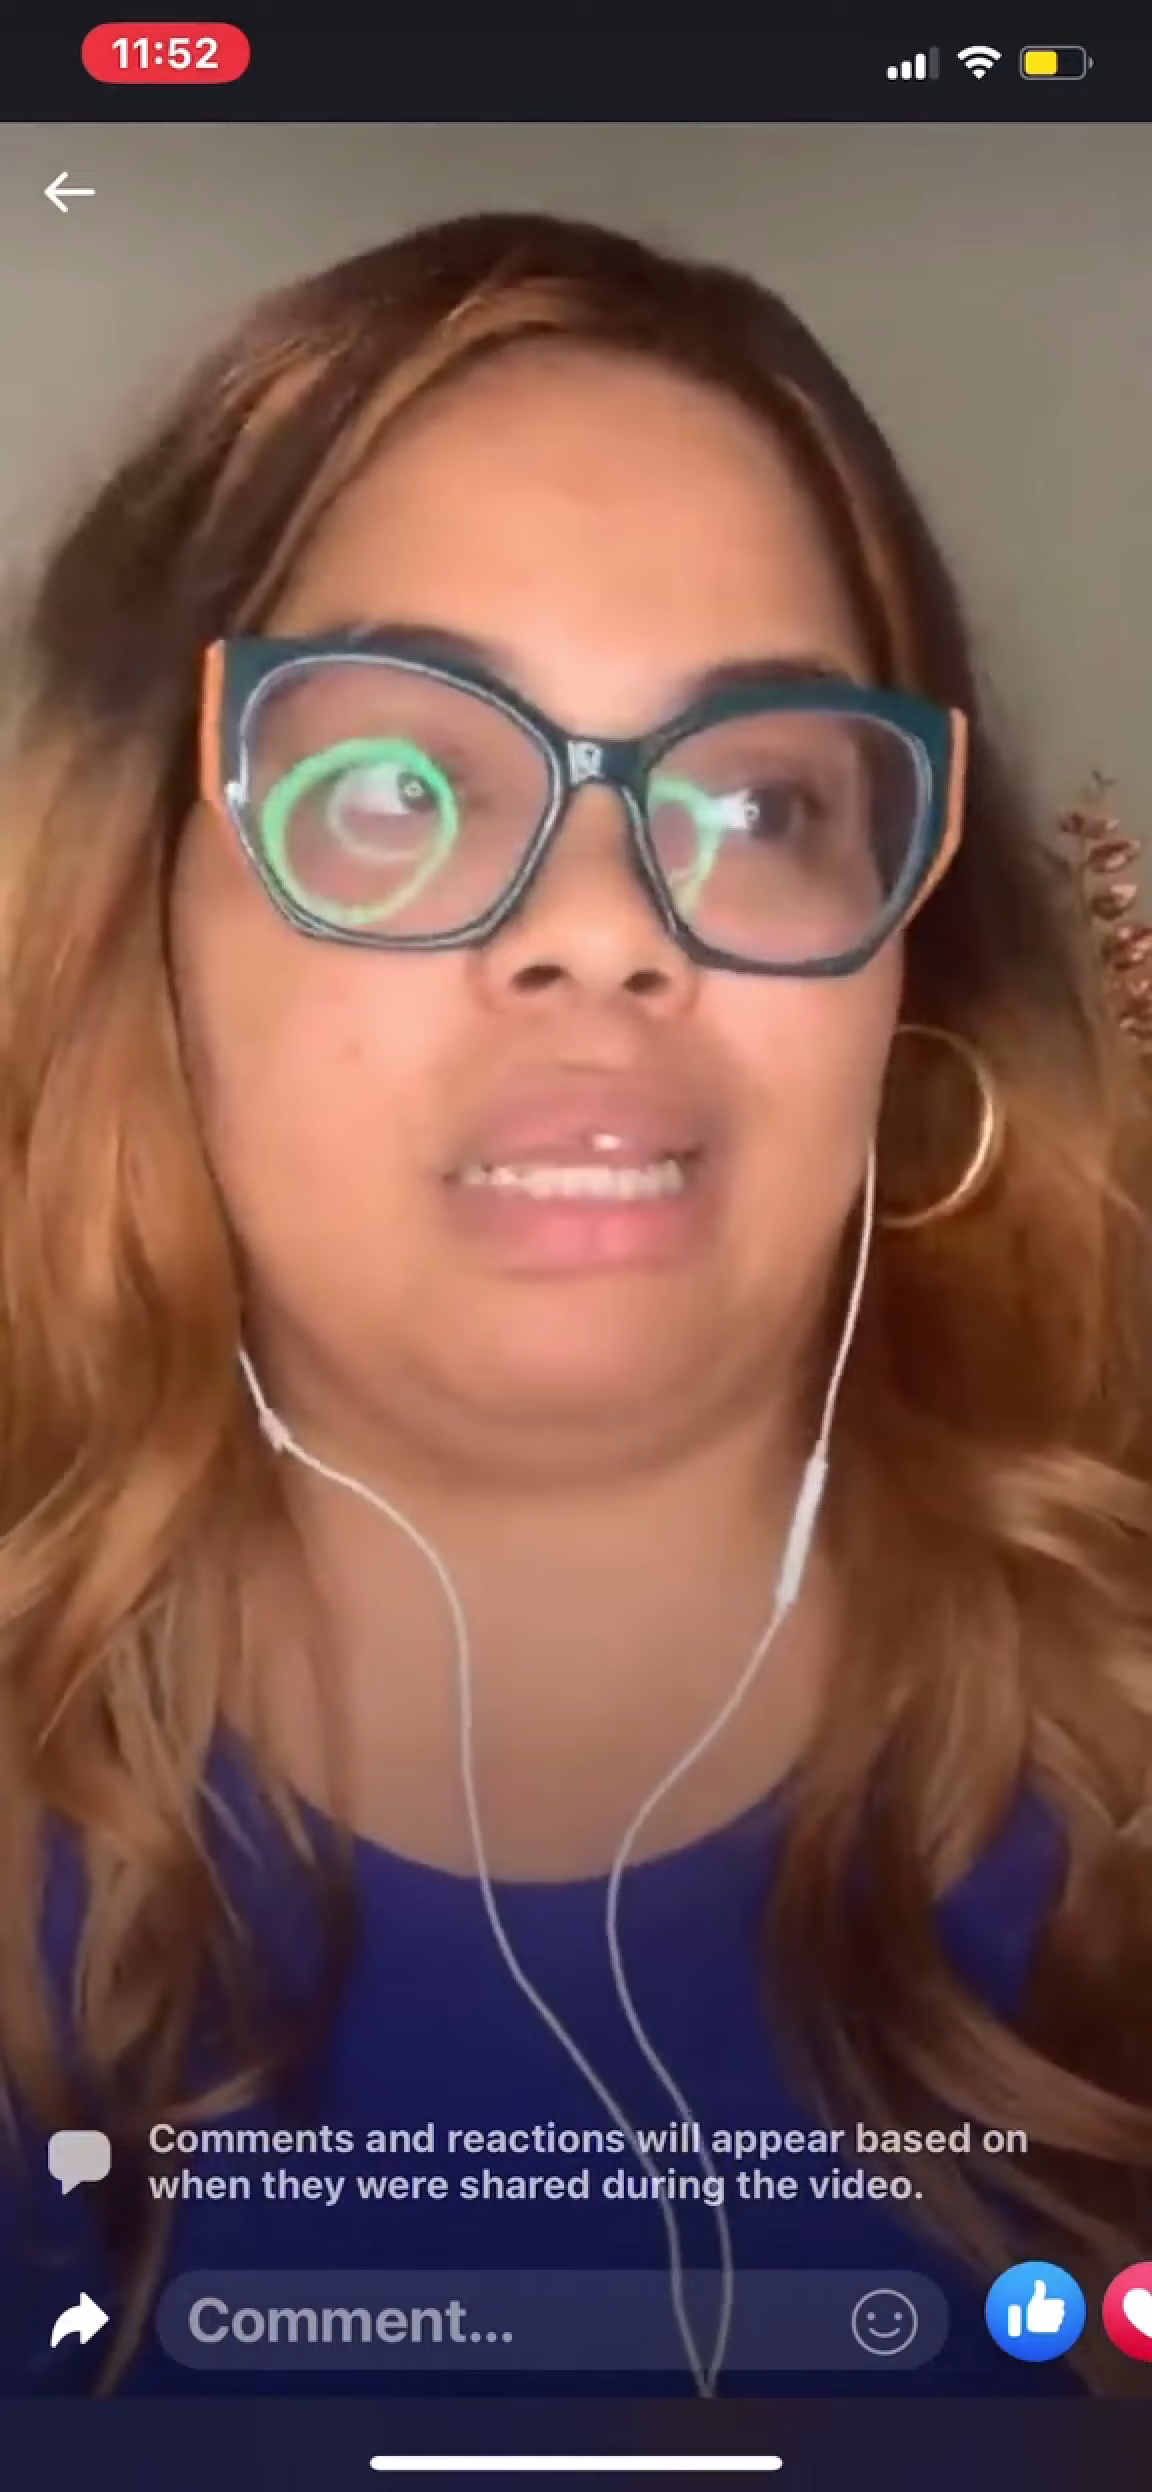 11:52
Comments and reactions will appear based on
when they were shared during the video.
Comment...